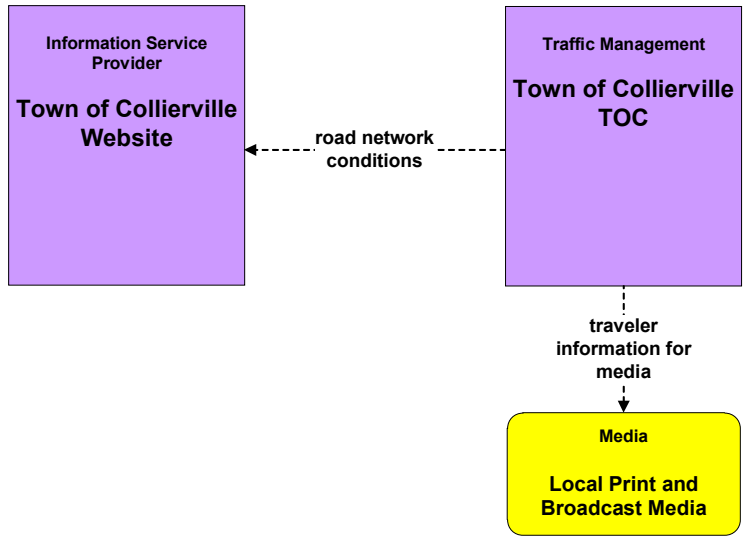 Information Service
Provider
Town of Collierville
Website
road network
conditions
Traffic Management
Town of Collierville
TOC
traveler
information for
media
Media
Local Print and
Broadcast Media